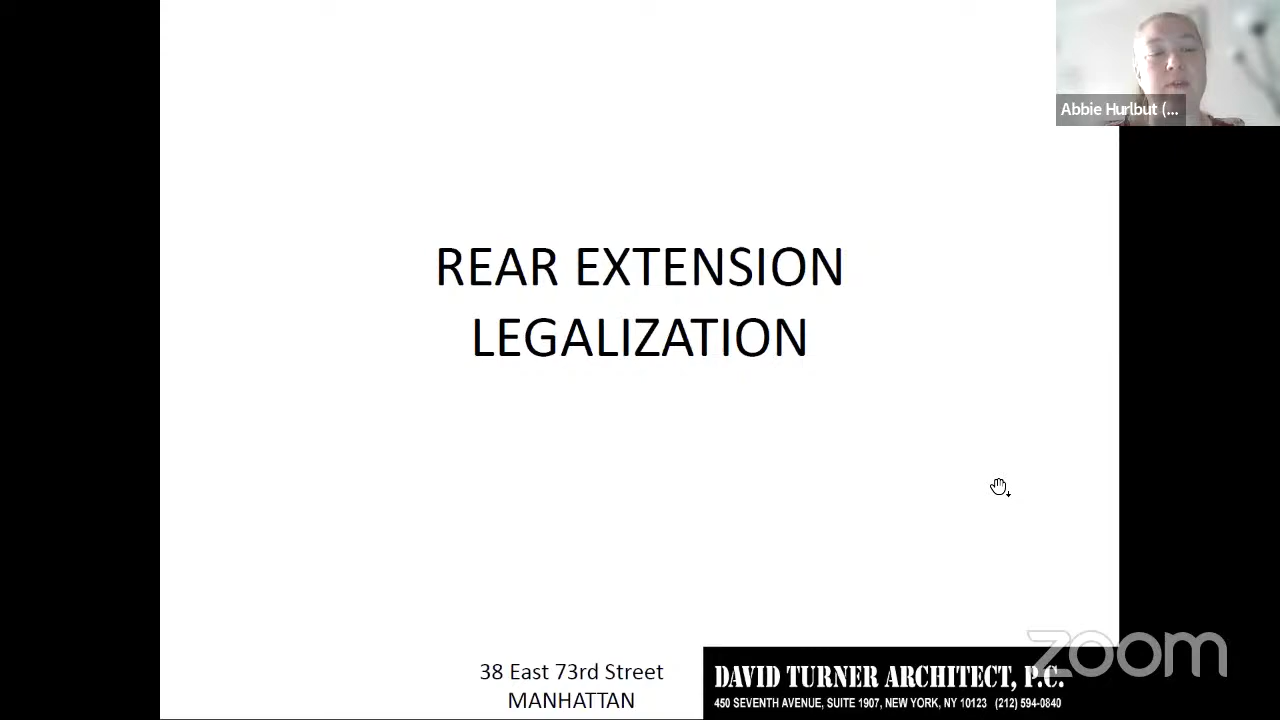 Abbie Hurlbut (...
REAR EXTENSION
LEGALIZATION
38 East 73rd Street
MANHATTAN
DAVID TURNER ARCHITECT, P.C.
450 SEVENTH AVENUE, SUITE 1907, NEW YORK, NY 10123 (212) 594-0840
zoom